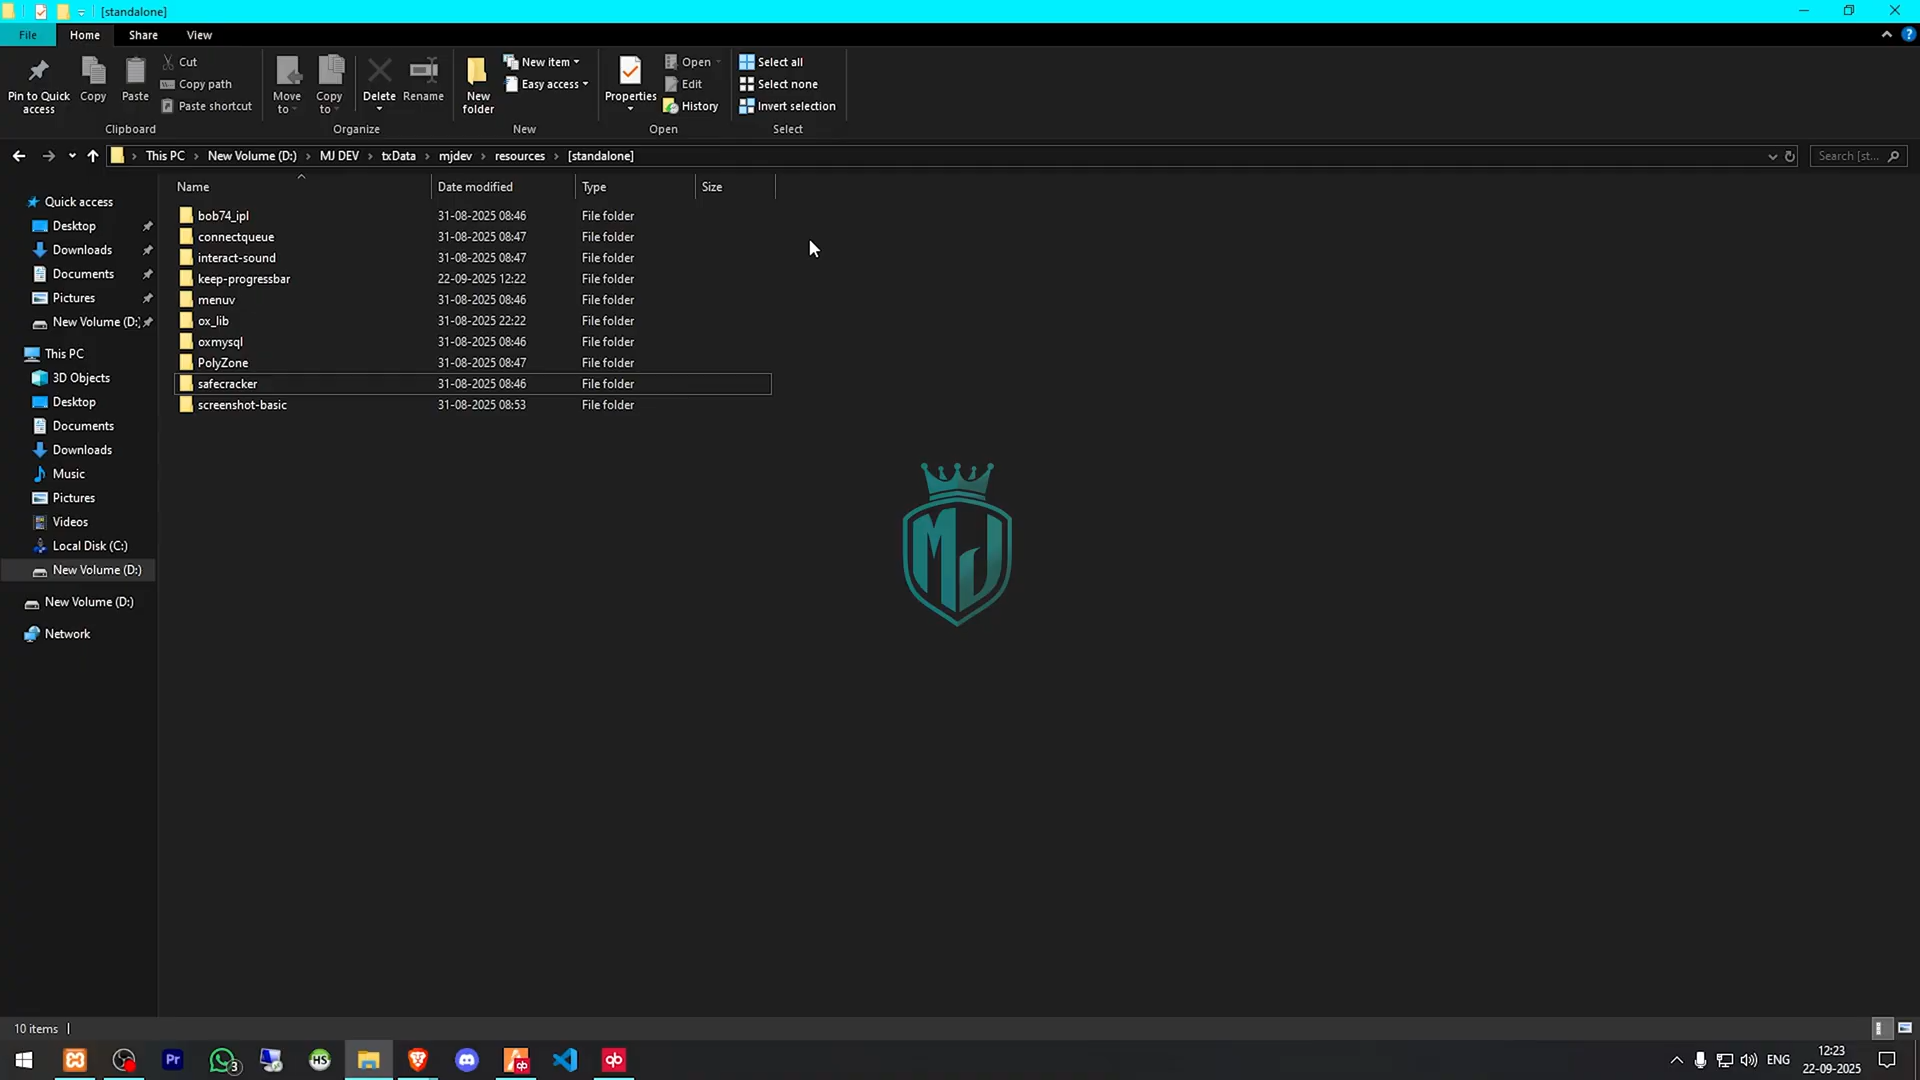 [standalone]
File Home Share View
Pin to Quick access
Copy
Paste
Cut
Copy path
Paste shortcut
Clipboard
Move to
Copy to
Delete
Rename
Organize
New folder
New item
Easy access
New
Properties
Open
Edit
History
Open
Select all
Select none
Invert selection
Select
This PC New Volume (D:) MJ DEV txData mjdev resources [standalone]
Search [st...
Name Date modified Type Size
bob74_ipl 31-08-2025 08:46 File folder
connectqueue 31-08-2025 08:47 File folder
interact-sound 31-08-2025 08:47 File folder
keep-progressbar 22-09-2025 12:22 File folder
menuv 31-08-2025 08:46 File folder
ox_lib 31-08-2025 22:22 File folder
oxmysql 31-08-2025 08:46 File folder
PolyZone 31-08-2025 08:47 File folder
safecracker 31-08-2025 08:46 File folder
screenshot-basic 31-08-2025 08:53 File folder
Quick access
Desktop
Downloads
Documents
Pictures
New Volume (D:)
This PC
3D Objects
Desktop
Documents
Downloads
Music
Pictures
Videos
Local Disk (C:)
New Volume (D:)
New Volume (D:)
Network
MJ
10 items
Pr
3
HS
qb
qb
ENG
12:23
22-09-2025